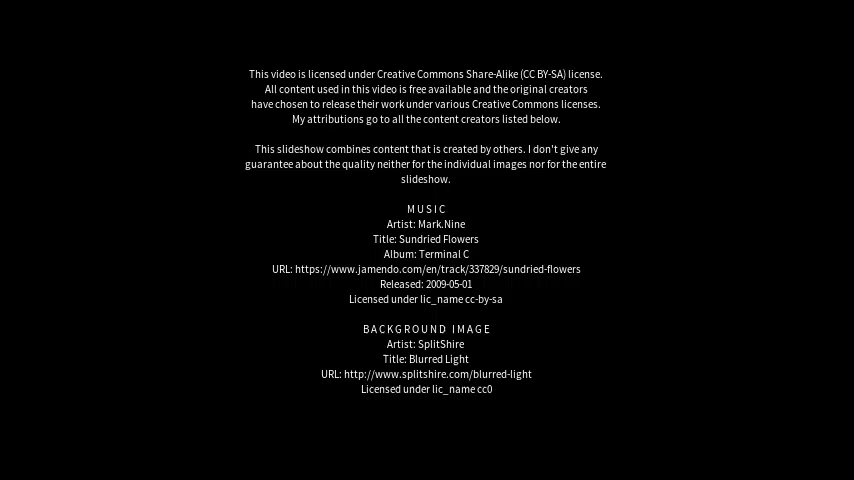 This video is licensed under Creative Commons Share-Alike (CC BY-SA) license.
All content used in this video is free available and the original creators
have chosen to release their work under various Creative Commons licenses.
My attributions go to all the content creators listed below.
This slideshow combines content that is created by others. I don't give any
guarantee about the quality neither for the individual images nor for the entire
slideshow.
MUSIC
Artist: Mark.Nine
Title: Sundried Flowers
Album: Terminal C
URL: https://www.jamendo.com/en/track/337829/sundried-flowers
Released: 2009-05-01
Licensed under lic_name cc-by-sa
BACKGROUND IMAGE
Artist: SplitShire
Title: Blurred Light
URL: http://www.splitshire.com/blurred-light
Licensed under lic_name cc0